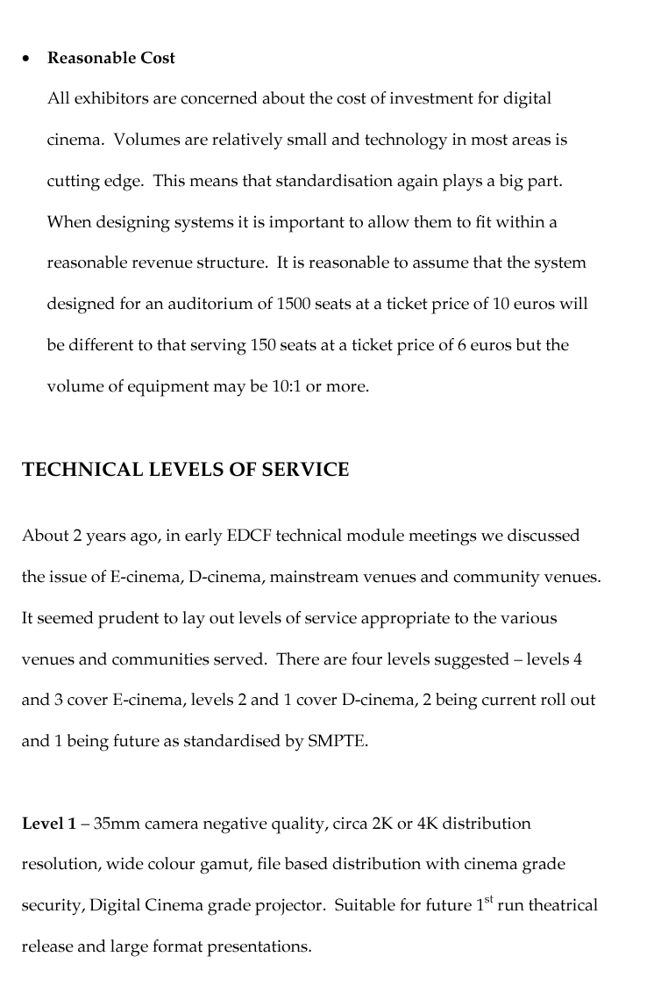 • Reasonable Cost
All exhibitors are concerned about the cost of investment for digital
cinema.  Volumes are relatively small and technology in most areas is
cutting edge.  This means that standardisation again plays a big part.
When designing systems it is important to allow them to fit within a
reasonable revenue structure.  It is reasonable to assume that the system
designed for an auditorium of 1500 seats at a ticket price of 10 euros will
be different to that serving 150 seats at a ticket price of 6 euros but the
volume of equipment may be 10:1 or more.
TECHNICAL LEVELS OF SERVICE
About 2 years ago, in early EDCF technical module meetings we discussed
the issue of E-cinema, D-cinema, mainstream venues and community venues.
It seemed prudent to lay out levels of service appropriate to the various
venues and communities served.  There are four levels suggested – levels 4
and 3 cover E-cinema, levels 2 and 1 cover D-cinema, 2 being current roll out
and 1 being future as standardised by SMPTE.
Level 1 – 35mm camera negative quality, circa 2K or 4K distribution
resolution, wide colour gamut, file based distribution with cinema grade
security, Digital Cinema grade projector.  Suitable for future 1st run theatrical
release and large format presentations.